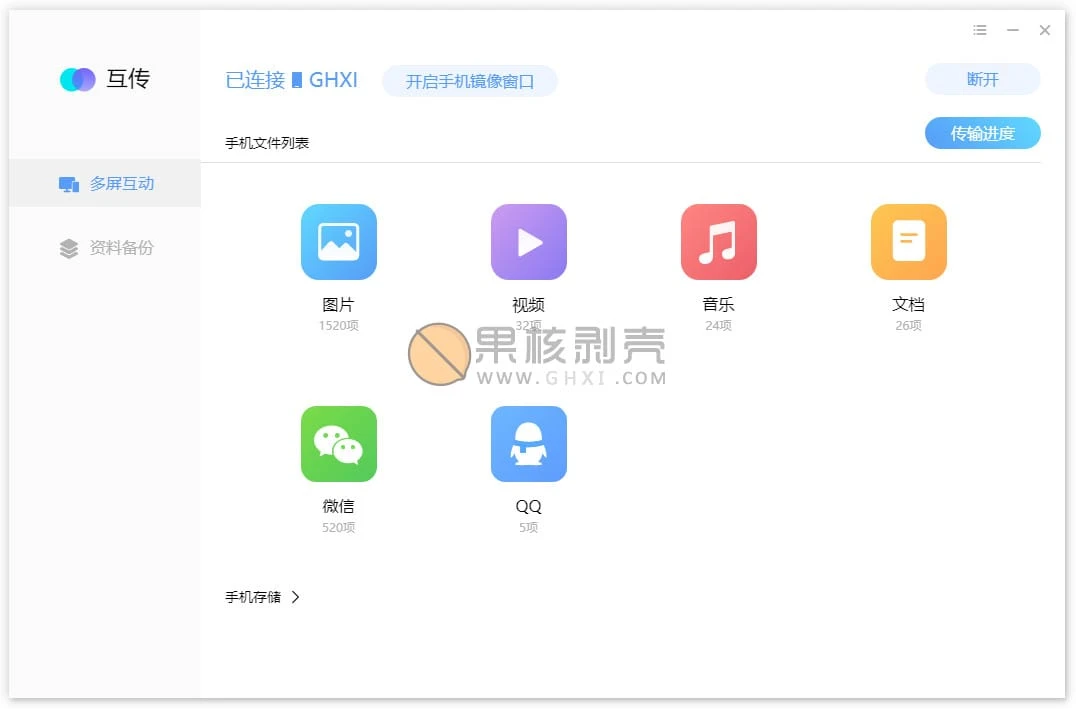 互传
已连接 GHXI
开启手机镜像窗口
断开
手机文件列表
传输进度
多屏互动
资料备份
图片
1520项
视频
32项
音乐
24项
文档
26项
果核剥壳
WWW.GHXI.COM
微信
520项
QQ
5项
手机存储